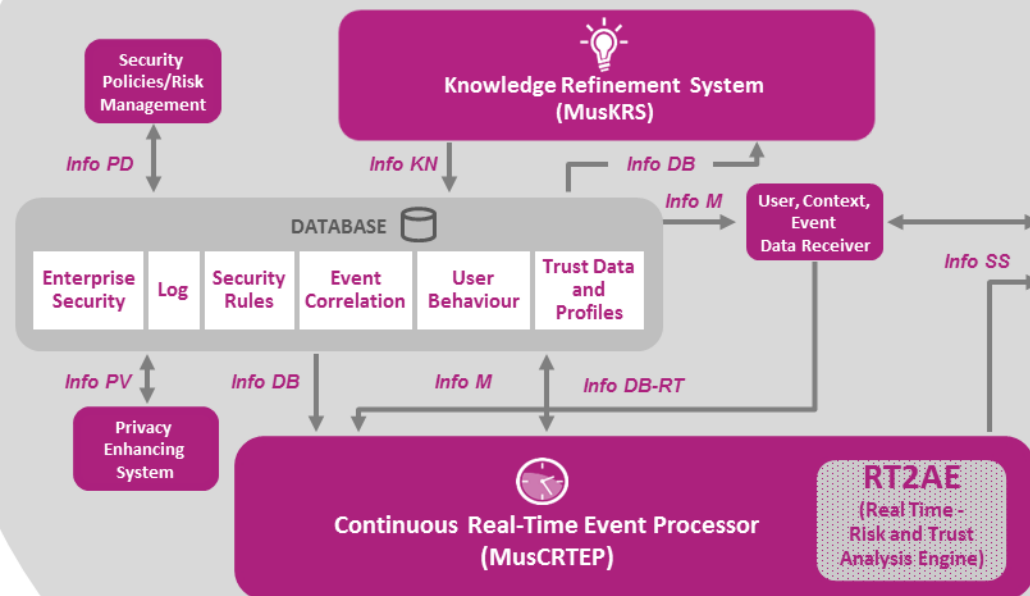 Security
Policies/Risk
Management
Knowledge Refinement System
(MusKRS)
Info PD
Info KN
Info DB
Info M
User, Context,
Event
Data Receiver
Info SS
DATABASE
Enterprise
Security
Log
Security
Rules
Event
Correlation
User
Behaviour
Trust Data
and
Profiles
Info PV
Info DB
Info M
Info DB-RT
Privacy
Enhancing
System
Continuous Real-Time Event Processor
(MusCRTEP)
RT2AE
(Real Time -
Risk and Trust
Analysis Engine)